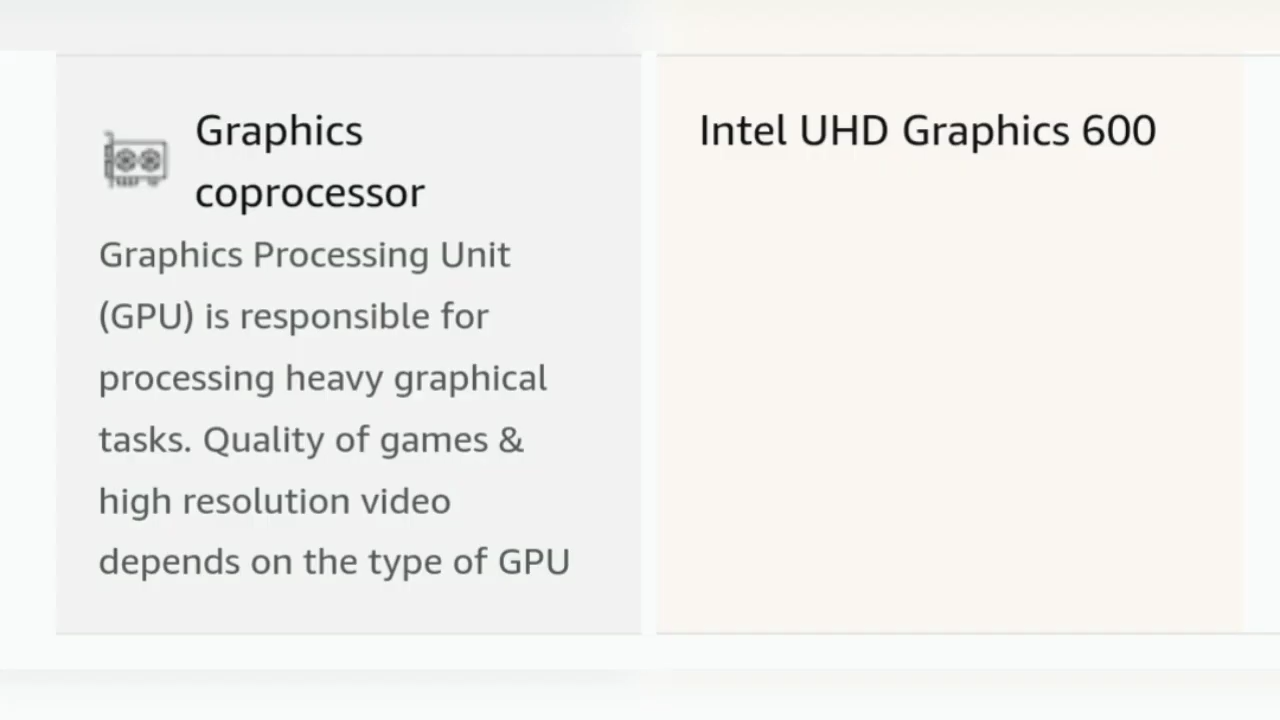 Graphics
coprocessor
Graphics Processing Unit
(GPU) is responsible for
processing heavy graphical
tasks. Quality of games &
high resolution video
depends on the type of GPU
Intel UHD Graphics 600